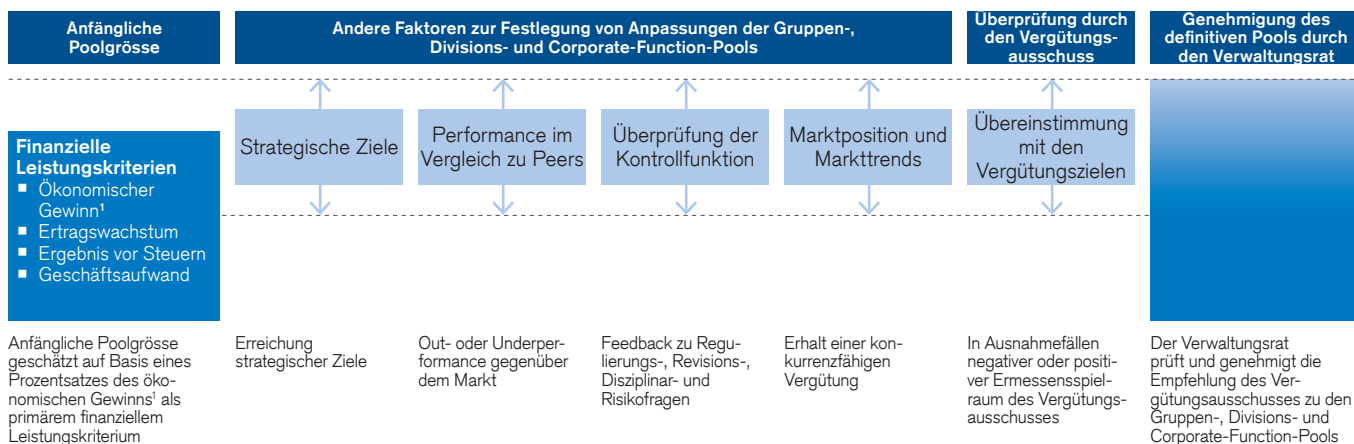 Anfängliche
Poolgrösse
Andere Faktoren zur Festlegung von Anpassungen der Gruppen-,
Divisions- und Corporate-Function-Pools
Überprüfung durch
den Vergütungs-
ausschuss
Genehmigung des
definitiven Pools durch
den Verwaltungsrat
Finanzielle
Leistungskriterien
▪ Ökonomischer
Gewinn¹
▪ Ertragswachstum
▪ Ergebnis vor Steuern
▪ Geschäftsaufwand
Strategische Ziele
Performance im
Vergleich zu Peers
Überprüfung der
Kontrollfunktion
Marktposition und
Markttrends
Übereinstimmung
mit den
Vergütungszielen
Anfängliche Poolgrösse
geschätzt auf Basis eines
Prozentsatzes des öko-
nomischen Gewinns¹ als
primärem finanziellem
Leistungskriterium
Erreichung
strategischer Ziele
Out- oder Underper-
formance gegenüber
dem Markt
Feedback zu Regu-
lierungs-, Revisions-,
Disziplinar- und
Risikofragen
Erhalt einer kon-
kurrenzfähigen
Vergütung
In Ausnahmefällen
negativer oder positi-
ver Ermessensspiel-
raum des Vergütungs-
ausschusses
Der Verwaltungsrat
prüft und genehmigt die
Empfehlung des Ver-
gütungsausschusses zu den
Gruppen-, Divisions- und
Corporate-Function-Pools